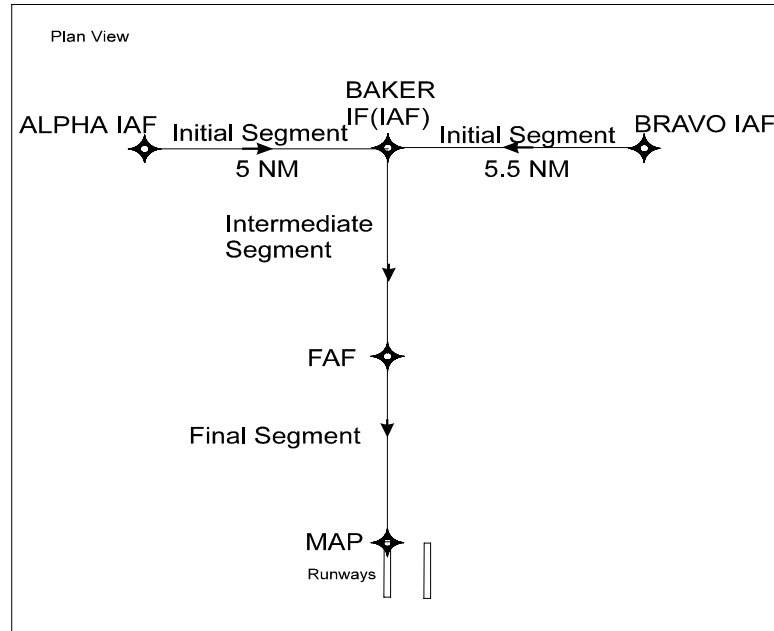 Plan View
BAKER
IF(IAF)
ALPHA IAF
Initial Segment
Initial Segment
BRAVO IAF
5 NM
5.5 NM
Intermediate
Segment
FAF
Final Segment
MAP
Runways